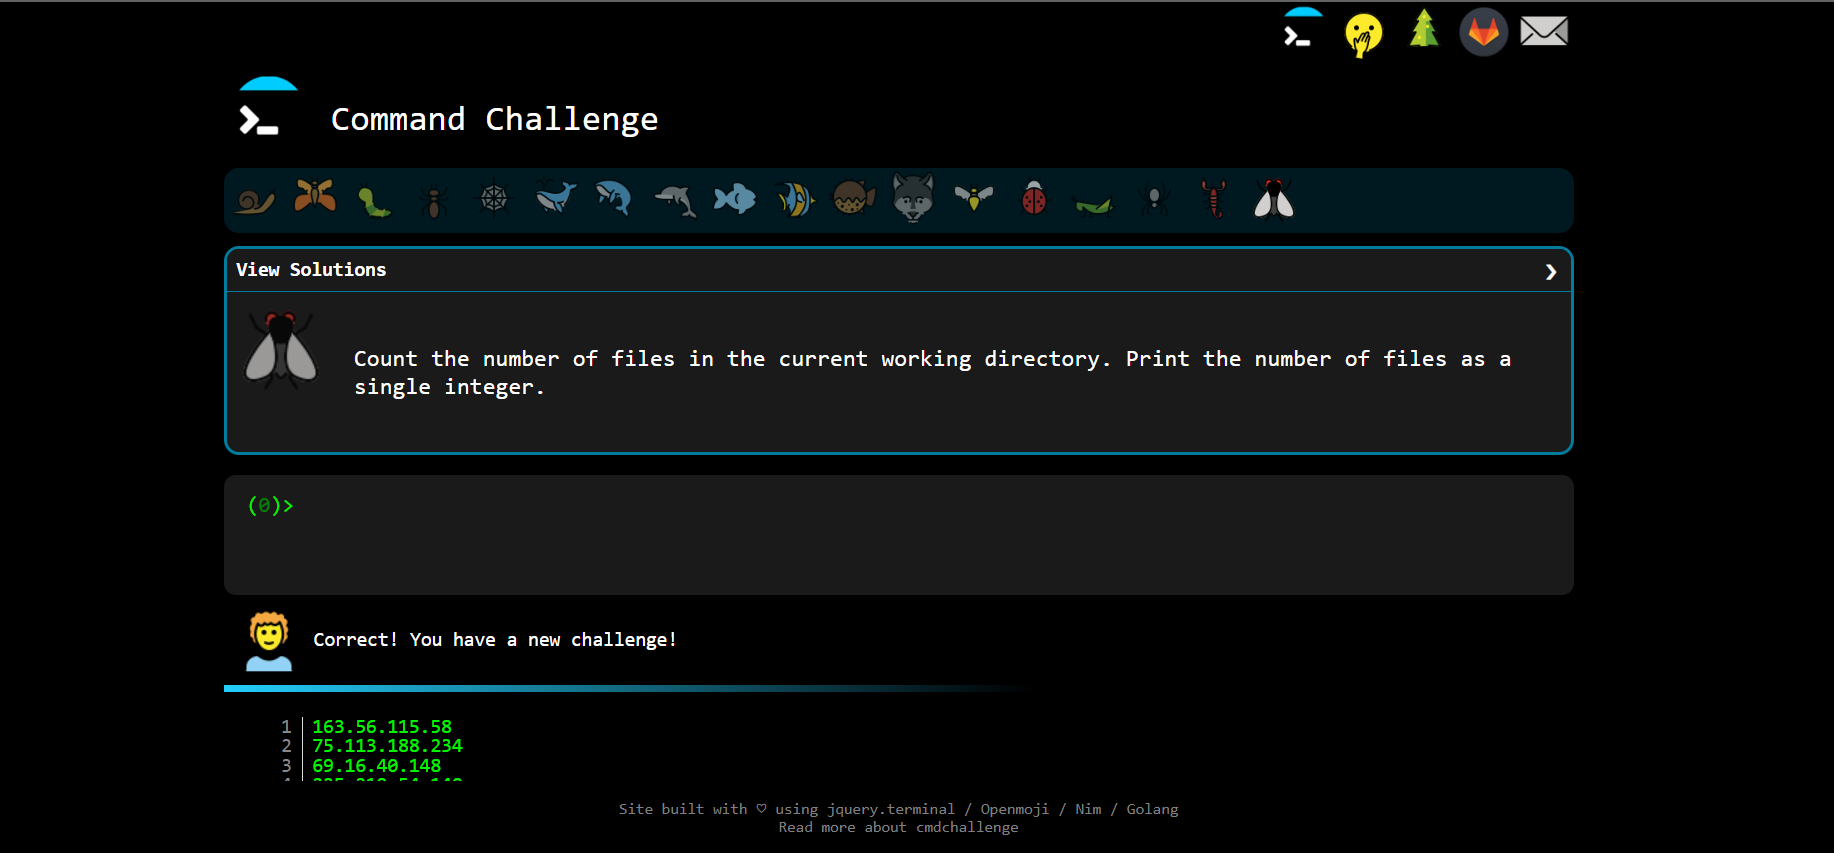 Command Challenge
View Solutions
Count the number of files in the current working directory. Print the number of files as a
single integer.
(0)>
Correct! You have a new challenge!
1 163.56.115.58
2 75.113.188.234
3 69.16.40.148
Site built with ♡ using jquery.terminal / Openmoji / Nim / Golang
Read more about cmdchallenge